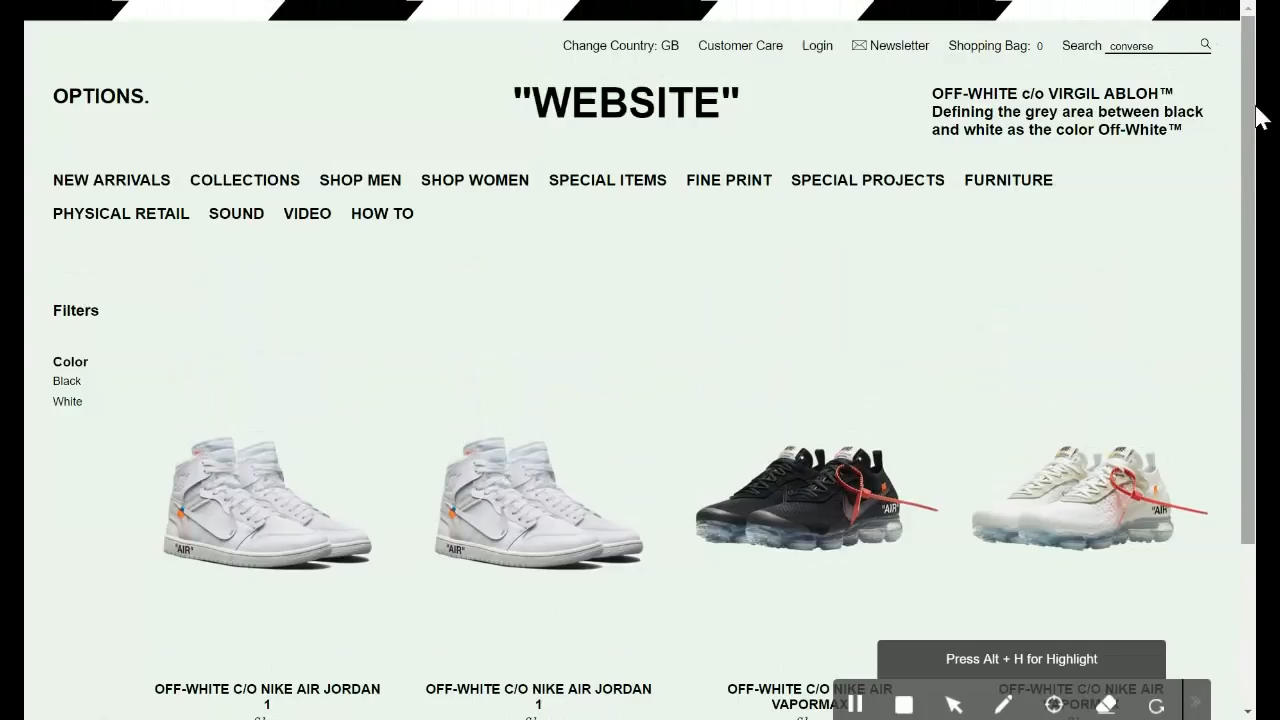 Change Country: GB Customer Care Login Newsletter Shopping Bag: 0 Search converse
OPTIONS.
"WEBSITE"
OFF-WHITE c/o VIRGIL ABLOH™
Defining the grey area between black
and white as the color Off-White™
NEW ARRIVALS COLLECTIONS SHOP MEN SHOP WOMEN SPECIAL ITEMS FINE PRINT SPECIAL PROJECTS FURNITURE
PHYSICAL RETAIL SOUND VIDEO HOW TO
Filters
Color
Black
White
"AIR"
"AIR"
"AIR"
"AIR"
Press Alt + H for Highlight
OFF-WHITE C/O NIKE AIR JORDAN
1
OFF-WHITE C/O NIKE AIR JORDAN
1
OFF-WHITE C/O NIKE AIR
VAPORMAX
OFF-WHITE C/O NIKE AIR
VAPORMAX